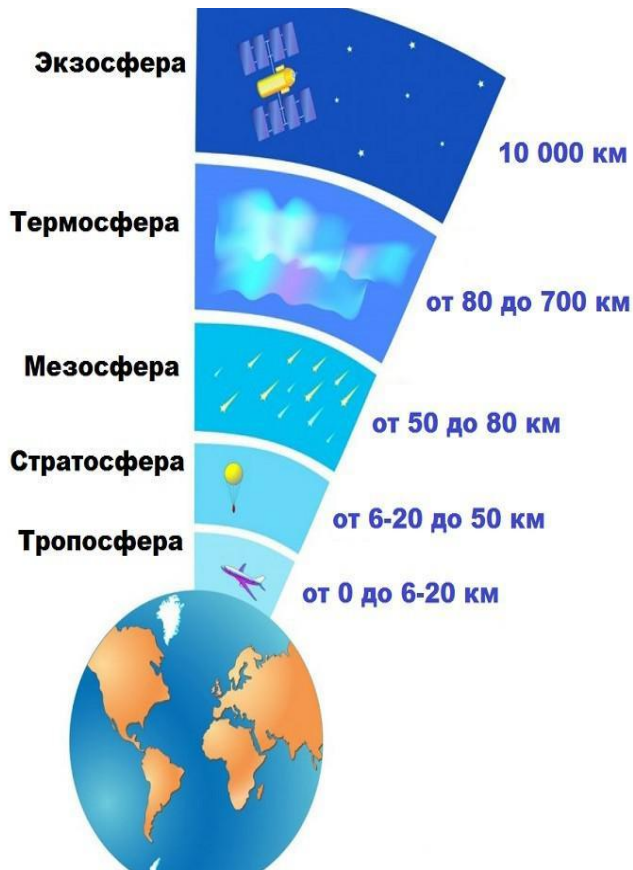 Экзосфера
10 000 км
Термосфера
от 80 до 700 км
Мезосфера
от 50 до 80 км
Стратосфера
от 6-20 до 50 км
Тропосфера
от 0 до 6-20 км